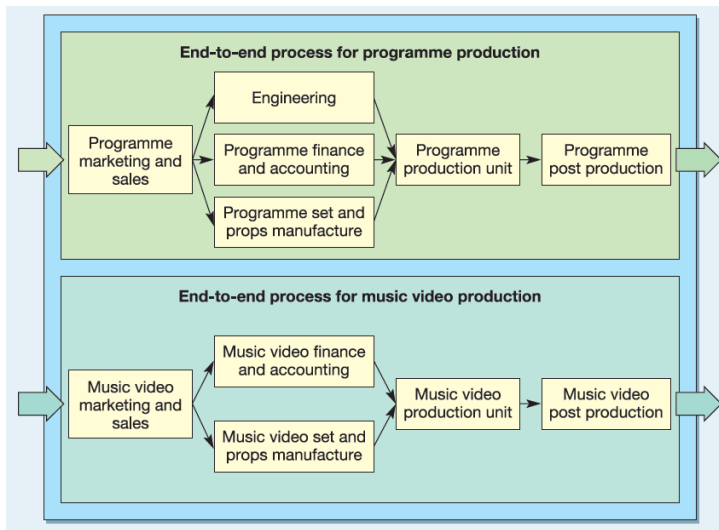 End-to-end process for programme production
Engineering
Programme
marketing and
sales
Programme finance
and accounting
Programme
production unit
Programme
post production
Programme set and
props manufacture
End-to-end process for music video production
Music video finance
and accounting
Music video
marketing and
sales
Music video
production unit
Music video
post production
Music video set and
props manufacture